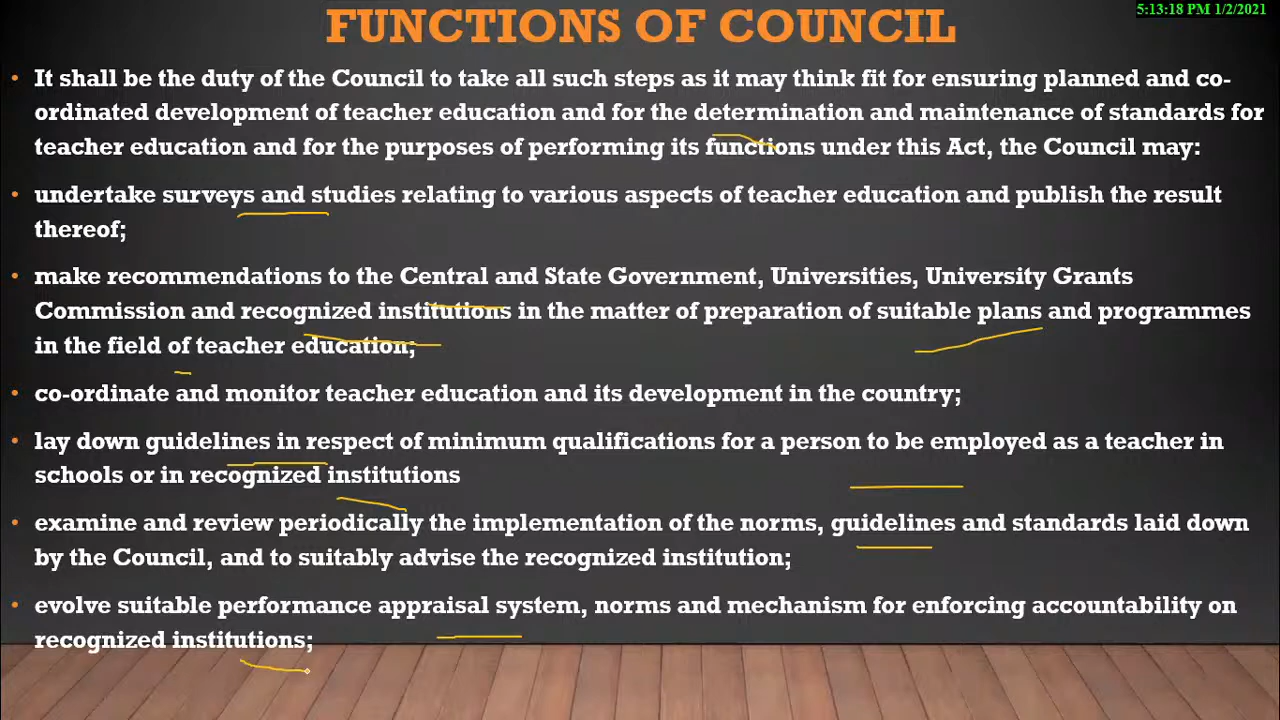 5:13:18 PM 1/2/2021
FUNCTIONS OF COUNCIL
• It shall be the duty of the Council to take all such steps as it may think fit for ensuring planned and co-
ordinated development of teacher education and for the determination and maintenance of standards for
teacher education and for the purposes of performing its functions under this Act, the Council may:
• undertake surveys and studies relating to various aspects of teacher education and publish the result
thereof;
• make recommendations to the Central and State Government, Universities, University Grants
Commission and recognized institutions in the matter of preparation of suitable plans and programmes
in the field of teacher education;
• co-ordinate and monitor teacher education and its development in the country;
• lay down guidelines in respect of minimum qualifications for a person to be employed as a teacher in
schools or in recognized institutions
• examine and review periodically the implementation of the norms, guidelines and standards laid down
by the Council, and to suitably advise the recognized institution;
• evolve suitable performance appraisal system, norms and mechanism for enforcing accountability on
recognized institutions;